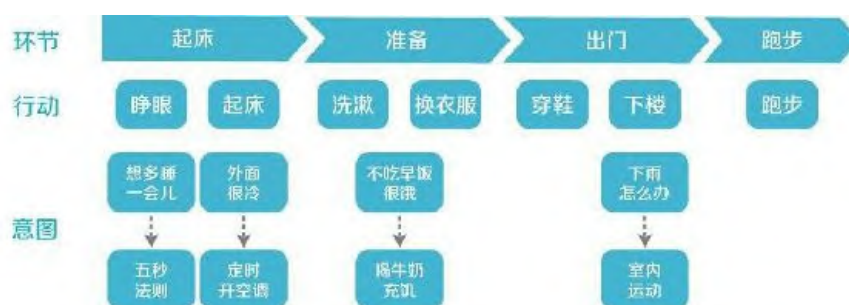 环节 起床 准备 出门 跑步
行动 睁眼 起床 洗漱 换衣服 穿鞋 下楼 跑步
意图
想多睡
一会儿
外面
很冷
不吃早饭
很饿
下雨
怎么办
五秒
法则
定时
开空调
喝牛奶
充饥
室内
运动